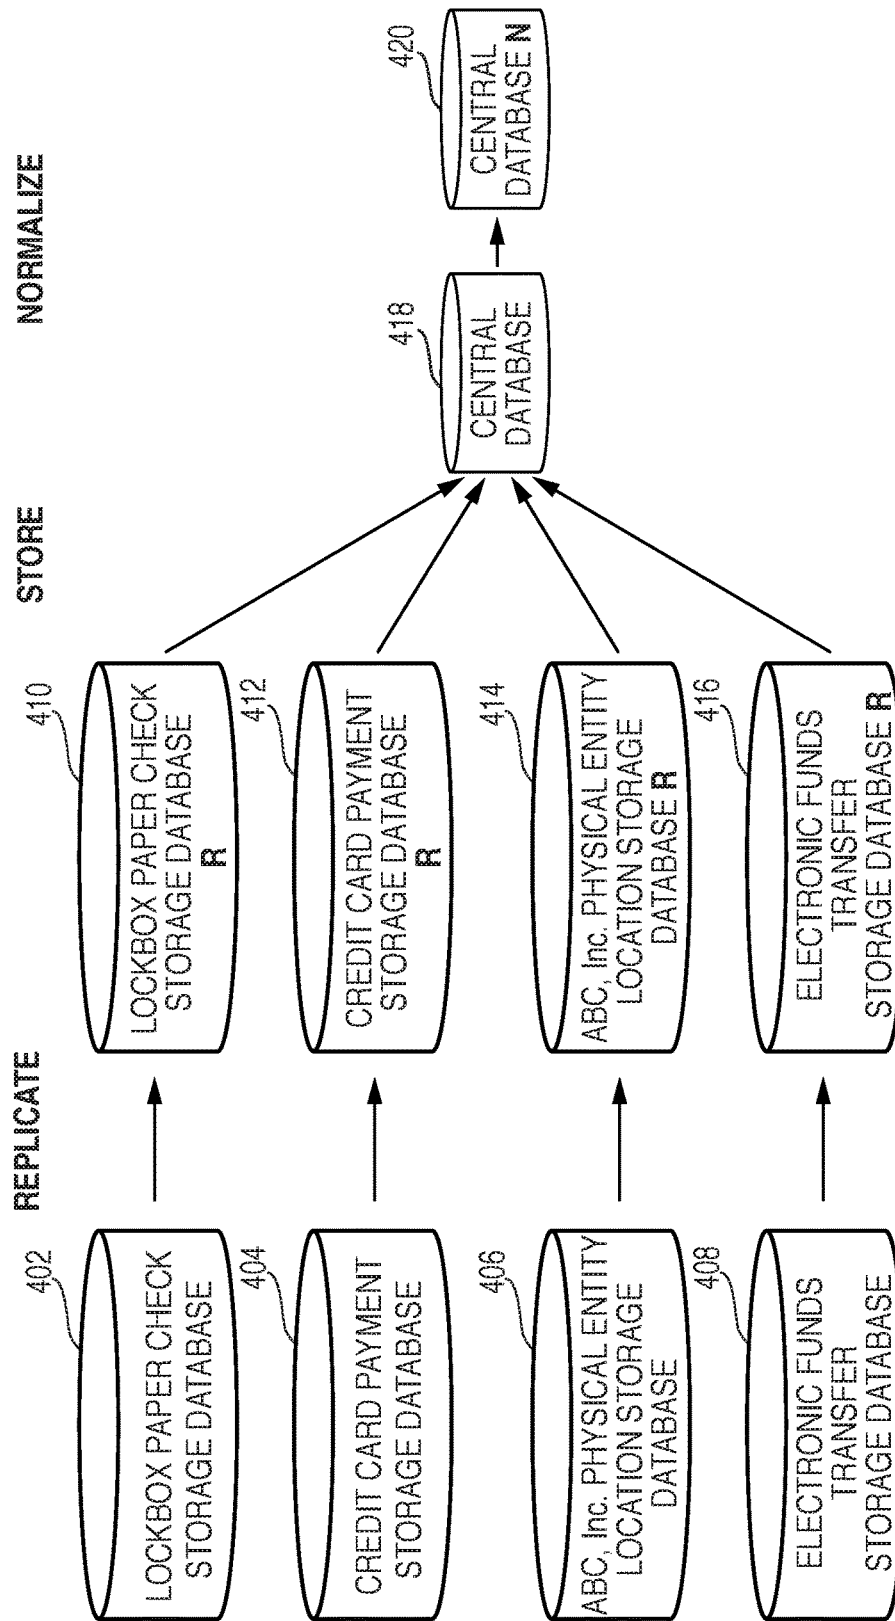 REPLICATE
STORE
NORMALIZE
402
LOCKBOX PAPER CHECK
STORAGE DATABASE
410
LOCKBOX PAPER CHECK
STORAGE DATABASE
R
404
CREDIT CARD PAYMENT
STORAGE DATABASE
412
CREDIT CARD PAYMENT
STORAGE DATABASE
R
406
ABC, Inc. PHYSICAL ENTITY
LOCATION STORAGE
DATABASE
414
ABC, Inc. PHYSICAL ENTITY
LOCATION STORAGE
DATABASE R
408
ELECTRONIC FUNDS
TRANSFER
STORAGE DATABASE
416
ELECTRONIC FUNDS
TRANSFER
STORAGE DATABASE R
418
CENTRAL
DATABASE
420
CENTRAL
DATABASE N